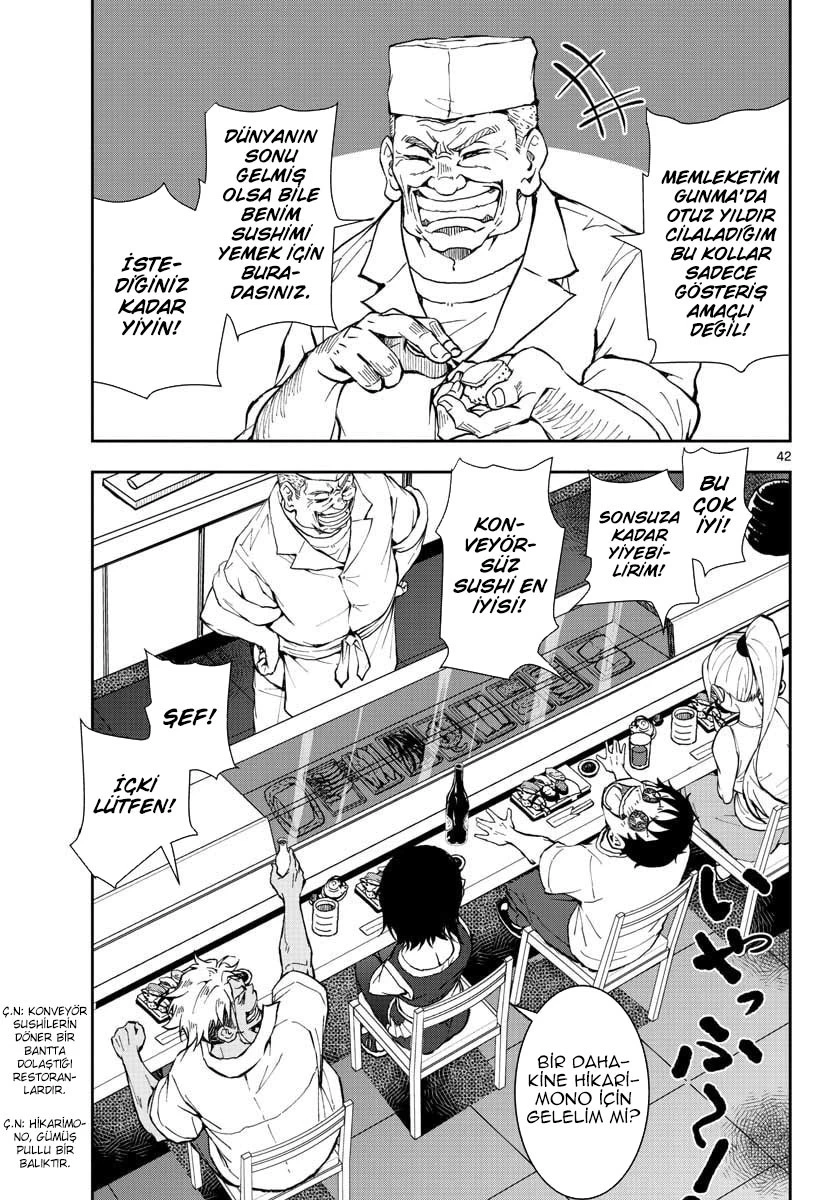 MEMLEKETİM
GUNMA'DA
OTUZ YILDIR
CİLALADIĞIM
BU KOLLAR
SADECE
GÖSTERİŞ
AMAÇLI
DEĞİL!
DÜNYANIN
SONU
GELMİŞ
OLSA BİLE
BENİM
SUSHİMİ
YEMEK İÇİN
BURA-
DASINIZ.
İSTE-
DİĞİNİZ
KADAR
YİYİN!
42
BU
ÇOK
İYİ!
SONSUZA
KADAR
YİYEBİ-
LİRİM!
KON-
VEYÖR-
SÜZ
SUSHİ EN
İYİSİ!
ŞEF!
İÇKİ
LÜTFEN!
いやっふ〜〜
BİR DAHA-
KİNE HİKARİ-
MONO İÇİN
GELELİM Mİ?
Ç.N: KONVEYÖR
SUSHİLERİN
DÖNER BİR
BANTTA
DOLAŞTIĞI
RESTORAN-
LARDIR.
Ç.N: HİKARİMO-
NO, GÜMÜŞ
PULLU BİR
BALIKTIR.